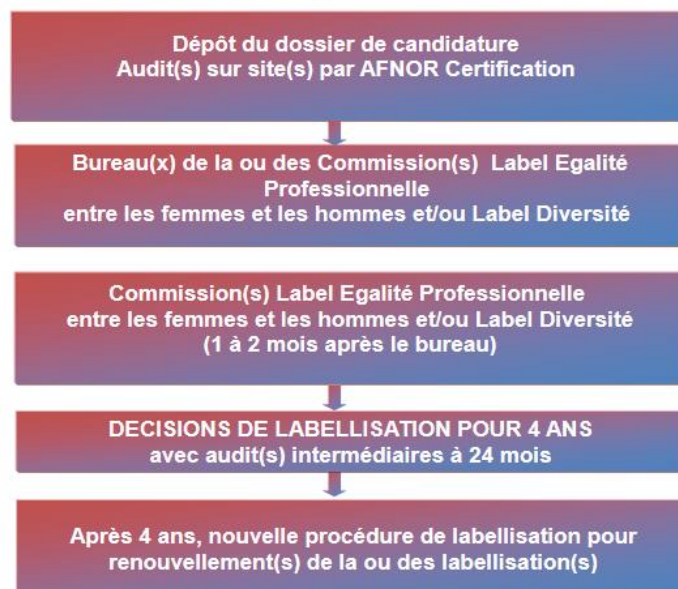 Dépôt du dossier de candidature
Audit(s) sur site(s) par AFNOR Certification
Bureau(x) de la ou des Commission(s) Label Egalité
Professionnelle
entre les femmes et les hommes et/ou Label Diversité
Commission(s) Label Egalité Professionnelle
entre les femmes et les hommes et/ou Label Diversité
(1 à 2 mois après le bureau)
DECISIONS DE LABELLISATION POUR 4 ANS
avec audit(s) intermédiaires à 24 mois
Après 4 ans, nouvelle procédure de labellisation pour
renouvellement(s) de la ou des labellisation(s)